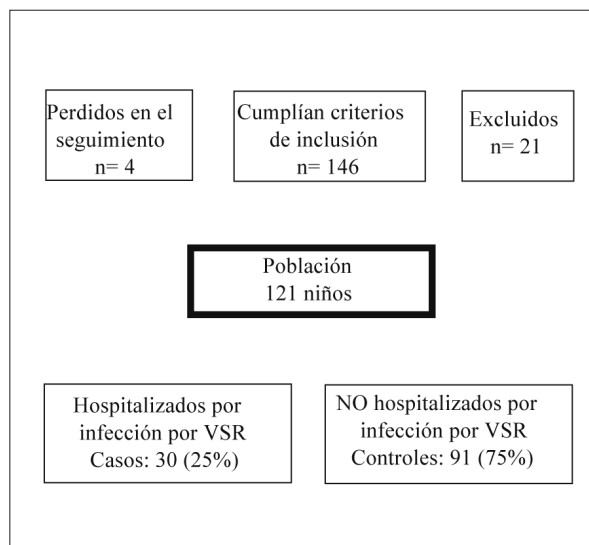 Perdidos en el
seguimiento
n= 4
Cumplían criterios
de inclusión
n= 146
Excluidos
n= 21
Población
121 niños
Hospitalizados por
infección por VSR
Casos: 30 (25%)
NO hospitalizados por
infección por VSR
Controles: 91 (75%)